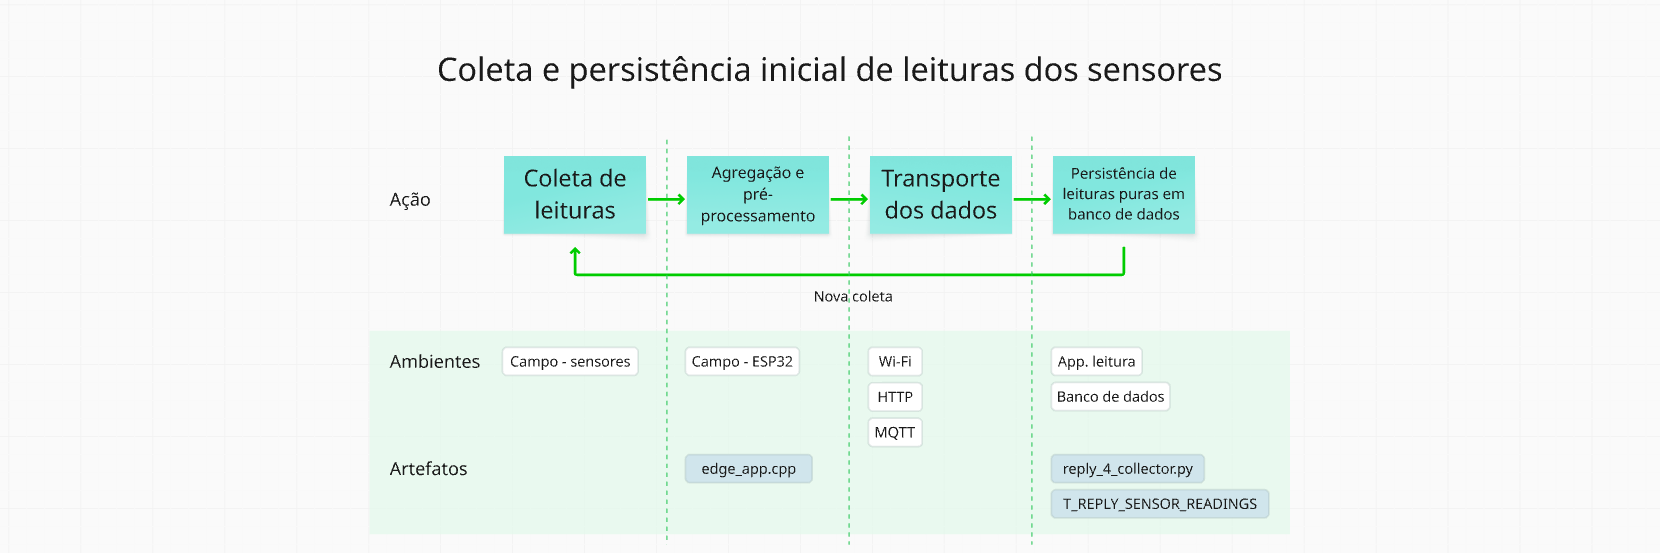 Coleta e persistência inicial de leituras dos sensores
Ação
Coleta de
leituras
Agregação e
pré-
processamento
Transporte
dos dados
Persistência de
leituras puras em
banco de dados
Nova coleta
Ambientes
Campo - sensores
Campo - ESP32
Wi-Fi
HTTP
MQTT
App. leitura
Banco de dados
Artefatos
edge_app.cpp
reply_4_collector.py
T_REPLY_SENSOR_READINGS